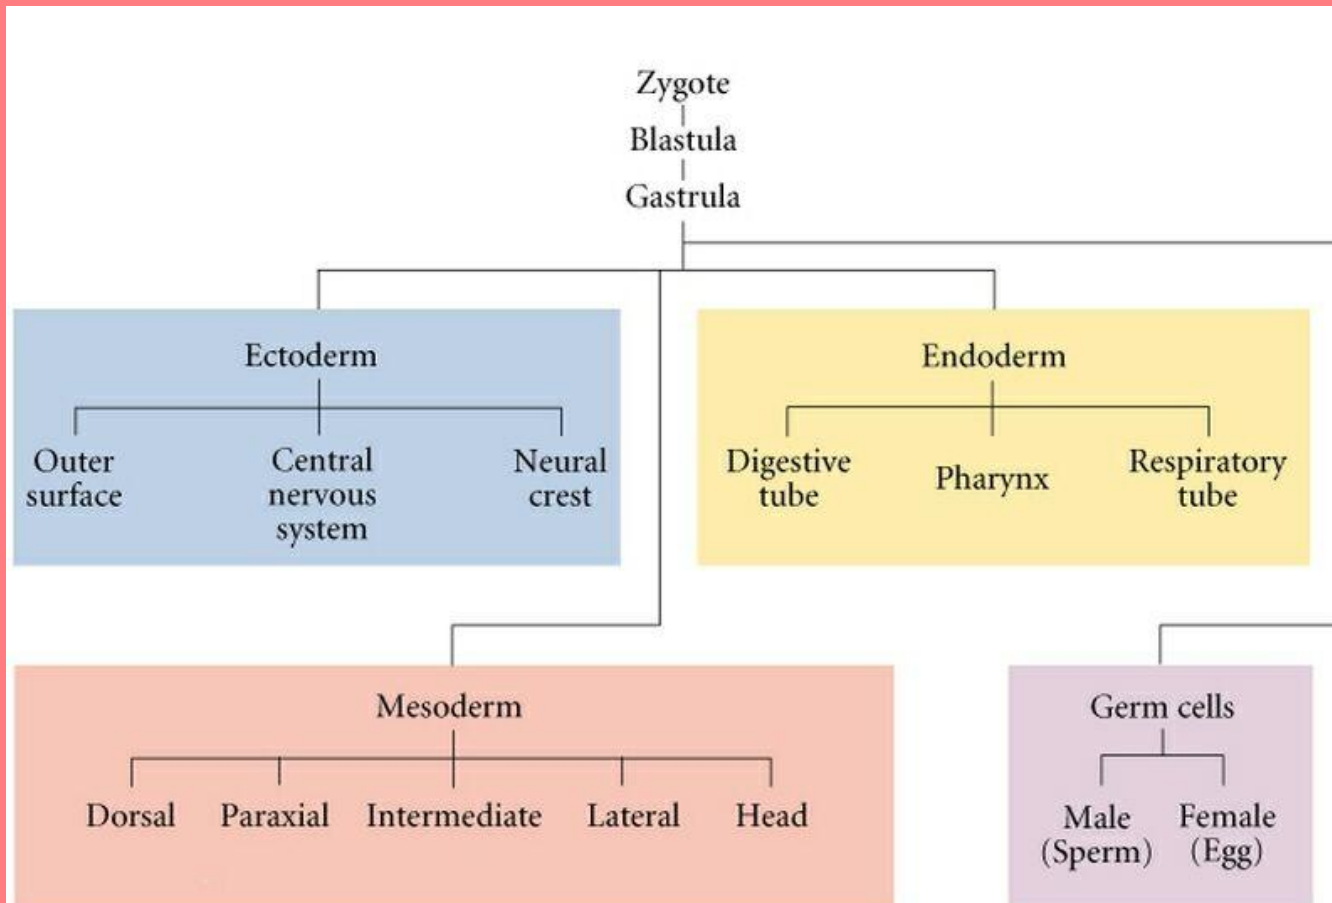 Zygote
Blastula
Gastrula
Ectoderm
Outer
surface
Central
nervous
system
Neural
crest
Endoderm
Digestive
tube
Pharynx
Respiratory
tube
Mesoderm
Dorsal
Paraxial
Intermediate
Lateral
Head
Germ cells
Male
(Sperm)
Female
(Egg)